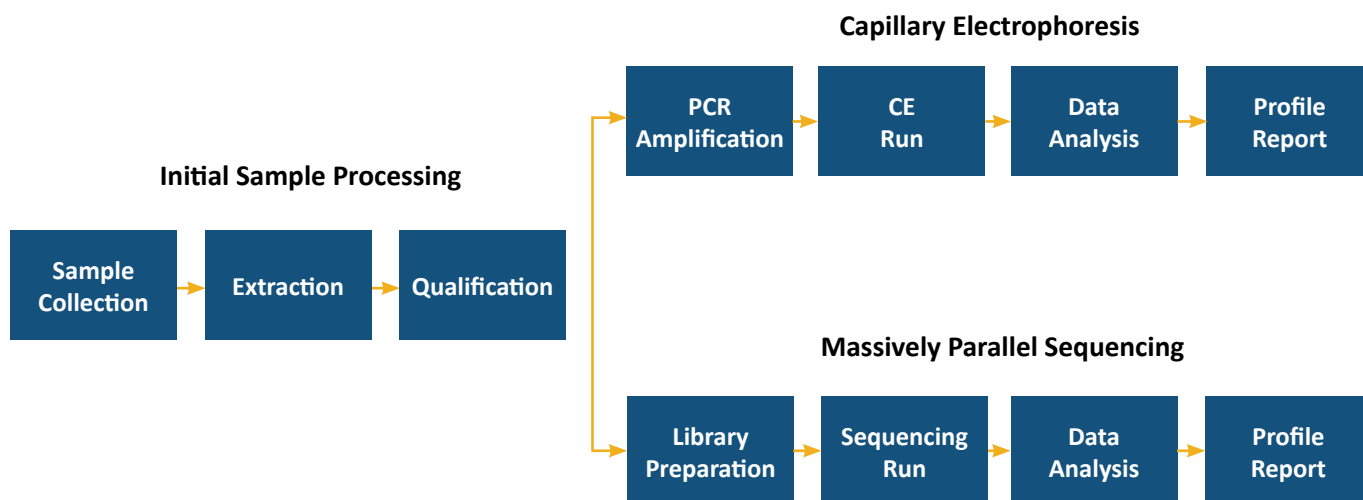 Capillary Electrophoresis
PCR
Amplification
CE
Run
Data
Analysis
Profile
Report
Initial Sample Processing
Sample
Collection
Extraction
Qualification
Massively Parallel Sequencing
Library
Preparation
Sequencing
Run
Data
Analysis
Profile
Report